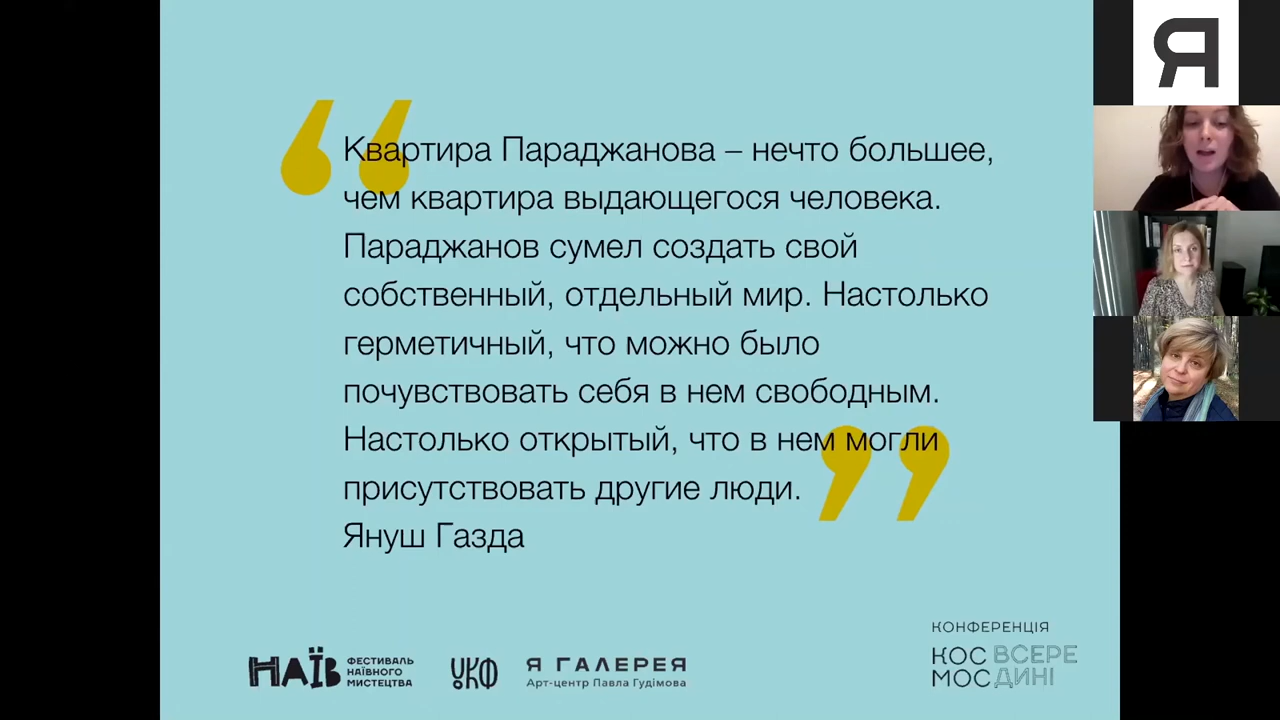 Я
Квартира Параджанова – нечто большее,
чем квартира выдающегося человека.
Параджанов сумел создать свой
собственный, отдельный мир. Настолько
герметичный, что можно было
почувствовать себя в нем свободным.
Настолько открытый, что в нем могли
присутствовать другие люди.
Януш Газда
НАЇВ
ФЕСТИВАЛЬ
НАЇВНОГО
МИСТЕЦТВА
УКФ
Я ГАЛЕРЕЯ
Арт-центр Павла Гудімова
КОНФЕРЕНЦІЯ
КОС ВСЕРЕ
МОС ДИНІ